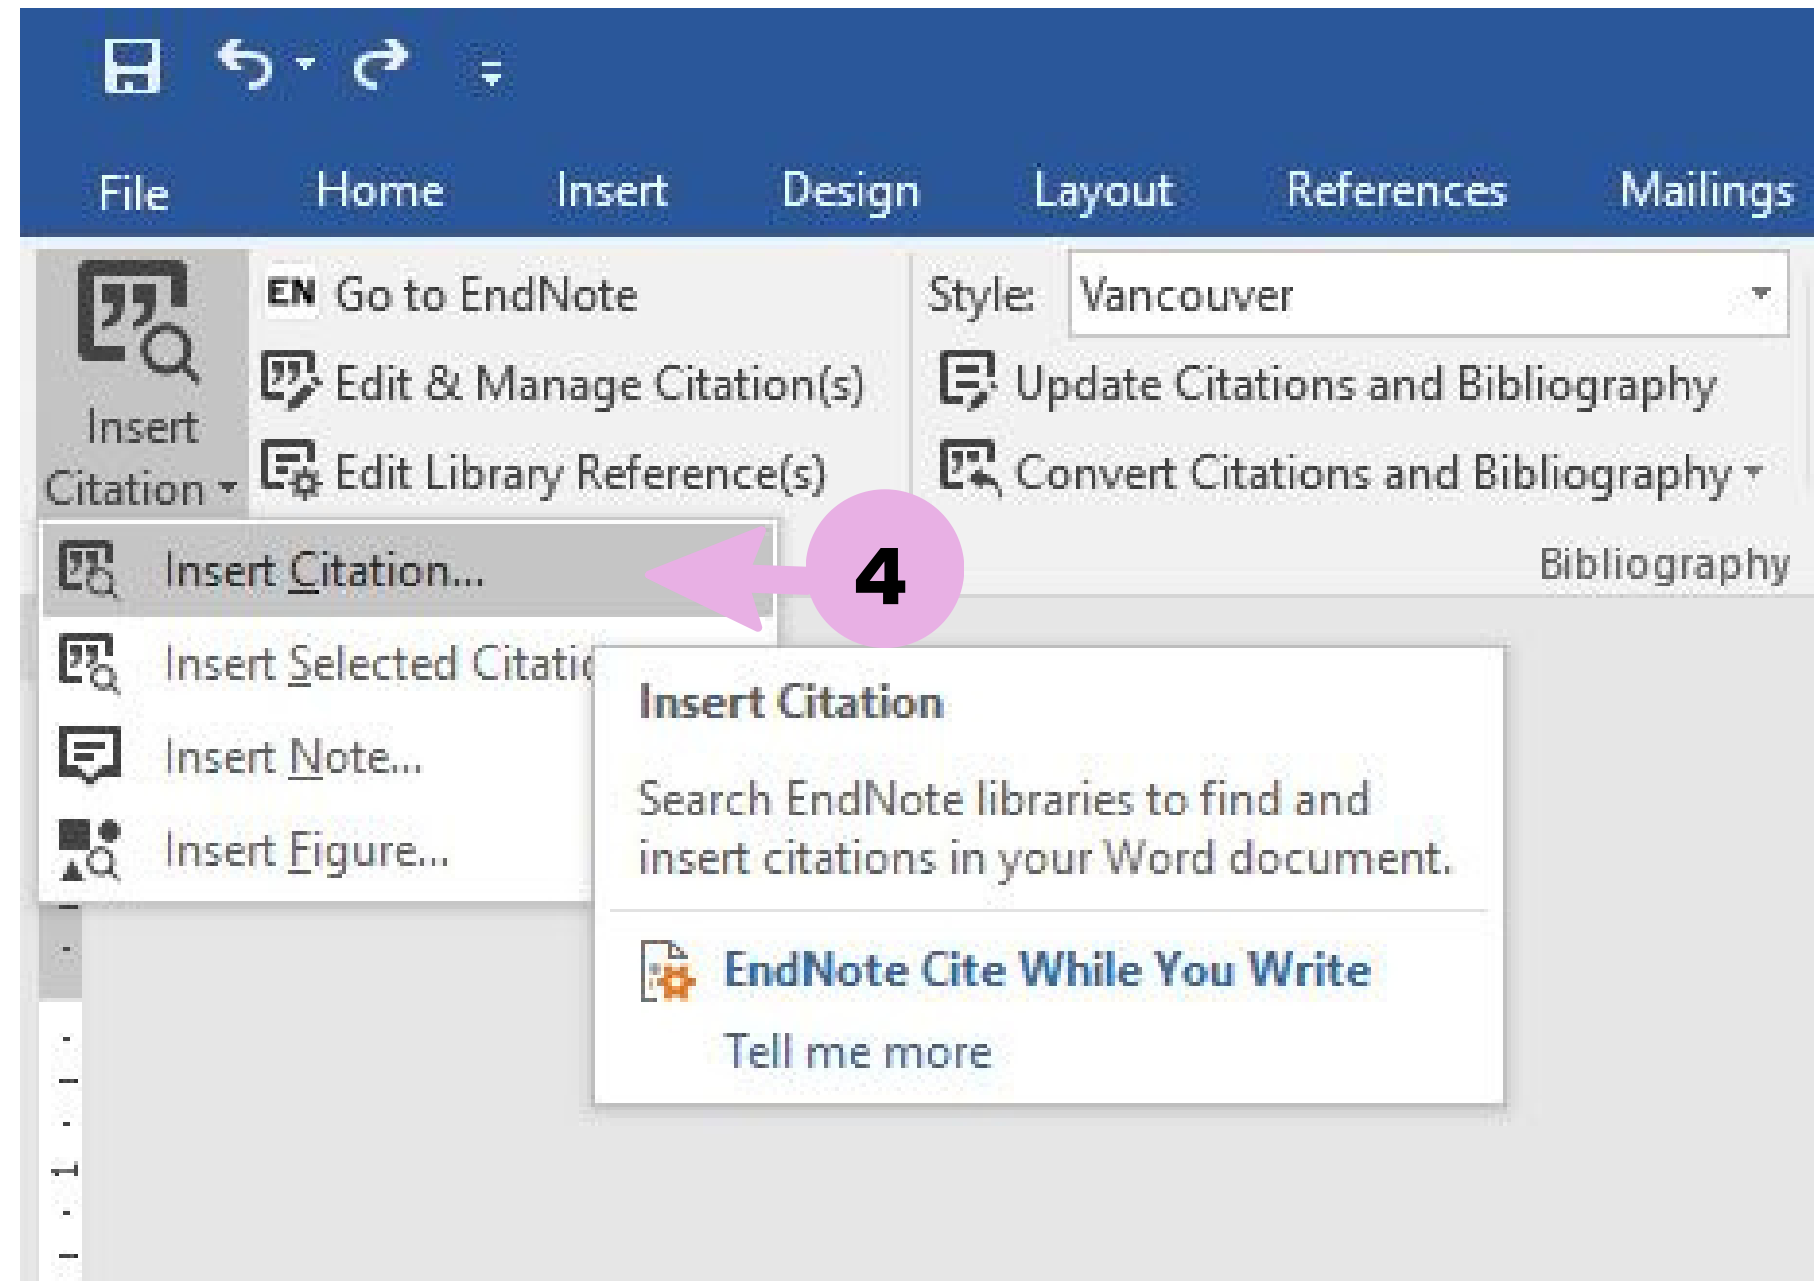 File Home Insert Design Layout References Mailings
Insert
Citation
EN Go to EndNote
Edit & Manage Citation(s)
Edit Library Reference(s)
Style: Vancouver
Update Citations and Bibliography
Convert Citations and Bibliography
Bibliography
Insert Citation...
4
Insert Selected
Insert Note...
Insert Figure...
Insert Citation
Search EndNote libraries to find and
insert citations in your Word document.
EndNote Cite While You Write
Tell me more
1